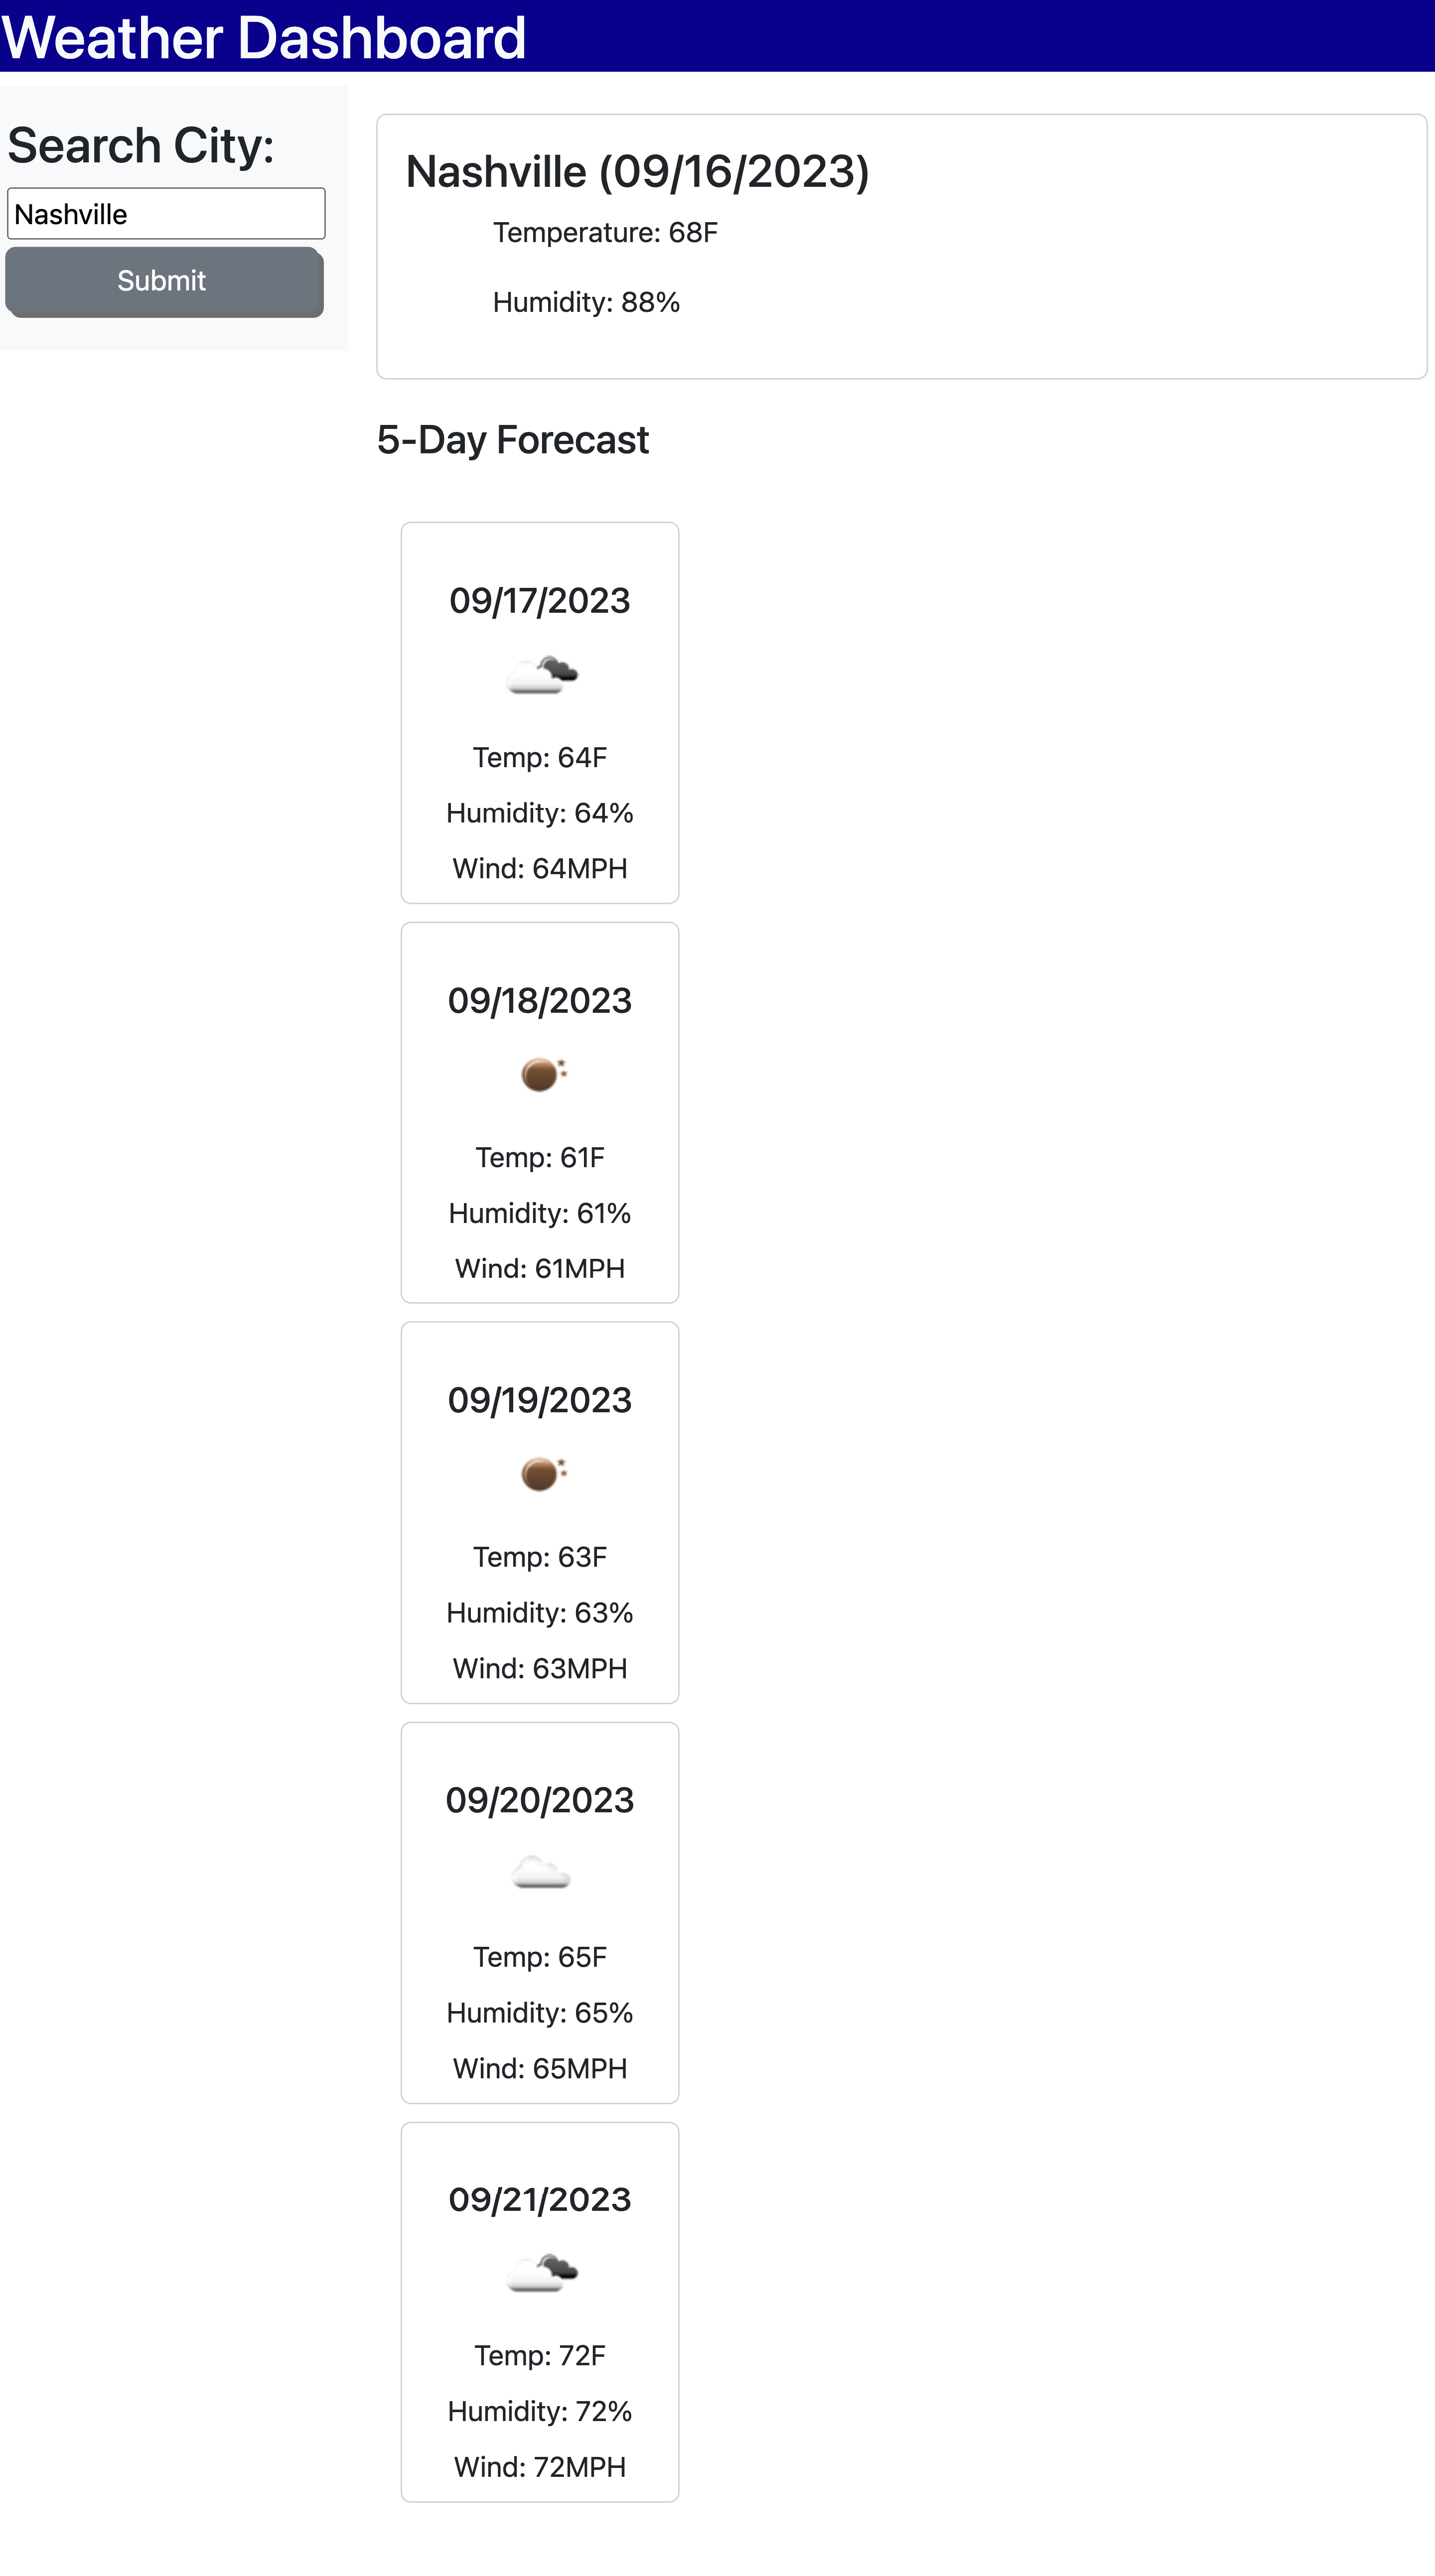 Weather Dashboard
Search City:
Nashville
Submit
Nashville (09/16/2023)
Temperature: 68F
Humidity: 88%
5-Day Forecast
09/17/2023
Temp: 64F
Humidity: 64%
Wind: 64MPH
09/18/2023
Temp: 61F
Humidity: 61%
Wind: 61MPH
09/19/2023
Temp: 63F
Humidity: 63%
Wind: 63MPH
09/20/2023
Temp: 65F
Humidity: 65%
Wind: 65MPH
09/21/2023
Temp: 72F
Humidity: 72%
Wind: 72MPH